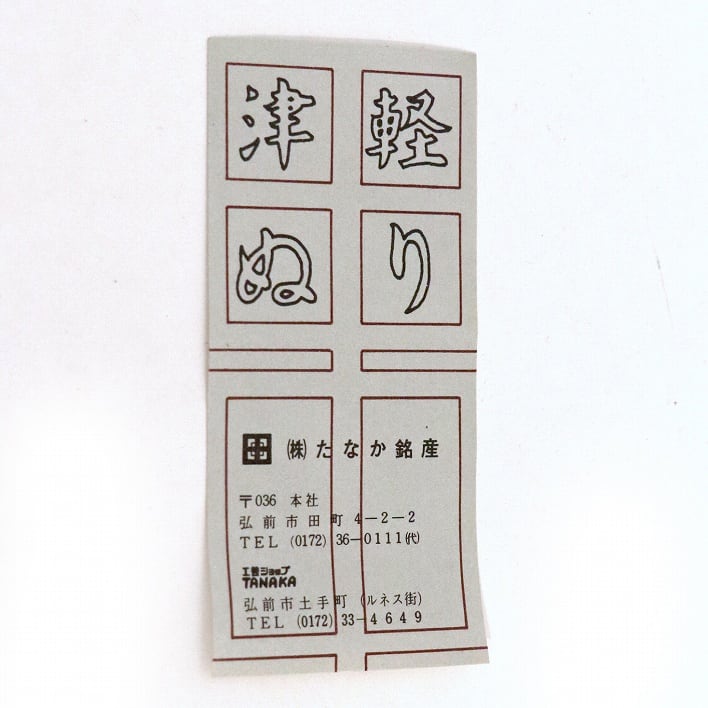 津軽
ぬり
㈱たなか銘産
〒036 本社
弘前市田町4-2-2
TEL (0172) 36-0111㈹
工芸ショップ
TANAKA
弘前市土手町 (ルネス街)
TEL (0172) 33-4649